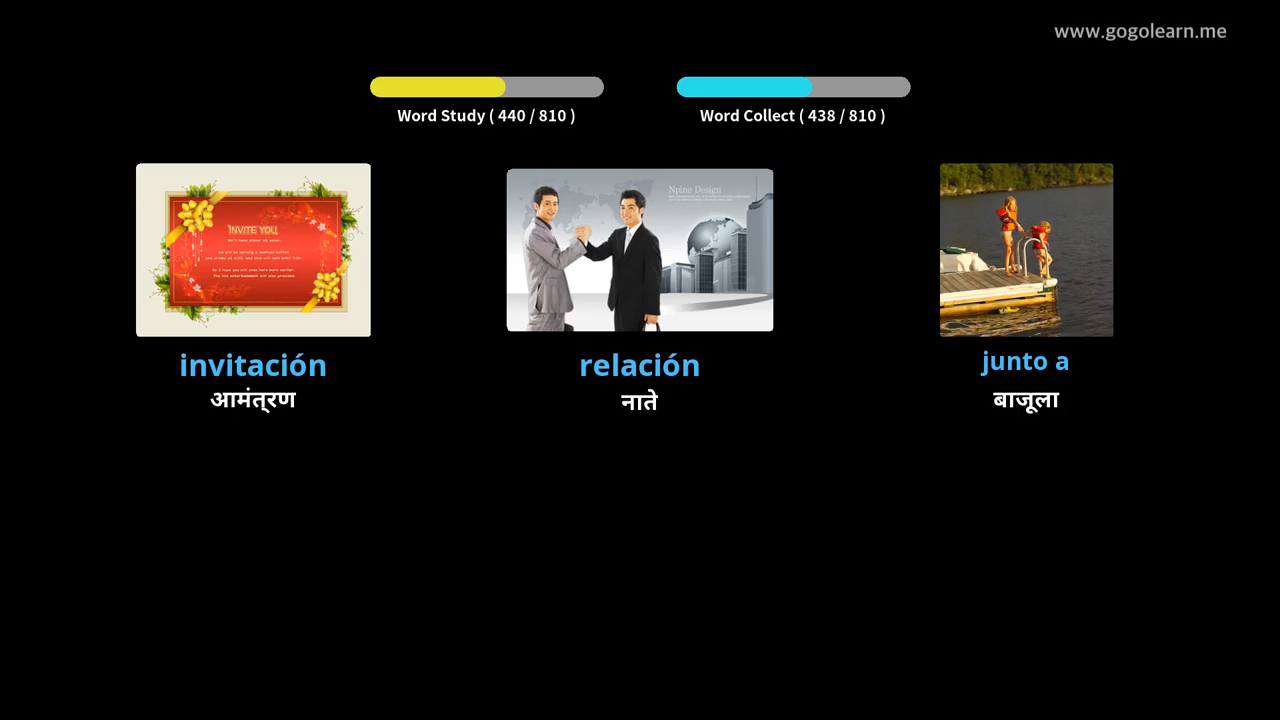 www.gogolearn.me
Word Study ( 440 / 810 )
Word Collect ( 438 / 810 )
INVITE YOU
Npine Design
invitación
relación
junto a
आमंत्रण
नाते
बाजूला